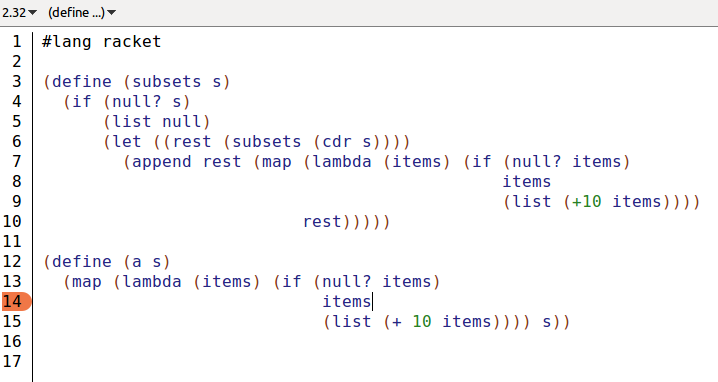 2.32▾ (define ...)▾
1 #lang racket
2
3 (define (subsets s)
4   (if (null? s)
5       (list null)
6       (let ((rest (subsets (cdr s))))
7         (append rest (map (lambda (items) (if (null? items)
8                                               items
9                                               (list (+10 items))))
10                           rest)))))
11
12 (define (a s)
13   (map (lambda (items) (if (null? items)
14                             items
15                             (list (+ 10 items)))) s))
16
17